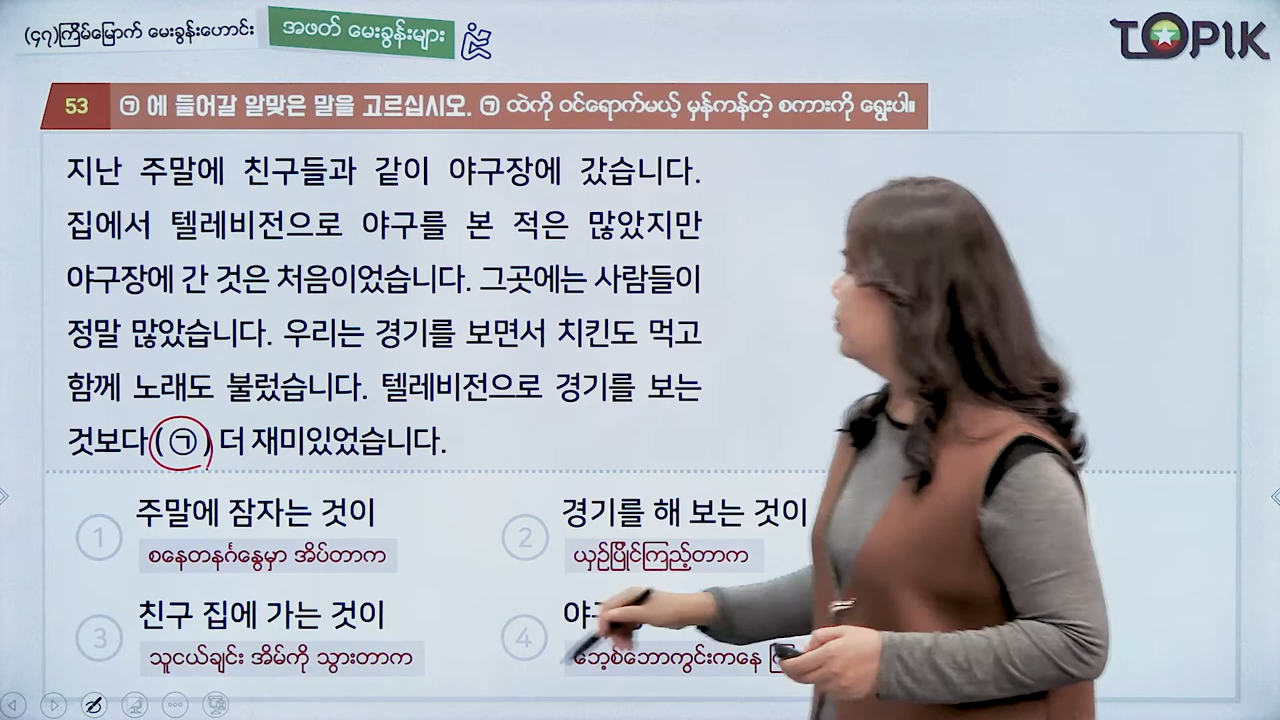 (၄၇)ကြိမ်မြောက် မေးခွန်းဟောင်း
အဖတ် မေးခွန်းများ
TOPIK
53
㉠ 에 들어갈 알맞은 말을 고르십시오. ㉠ ထဲကို ဝင်ရောက်မယ့် မှန်ကန်တဲ့ စကားကို ရွေးပါ။
지난 주말에 친구들과 같이 야구장에 갔습니다.
집에서 텔레비전으로 야구를 본 적은 많았지만
야구장에 간 것은 처음이었습니다. 그곳에는 사람들이
정말 많았습니다. 우리는 경기를 보면서 치킨도 먹고
함께 노래도 불렀습니다. 텔레비전으로 경기를 보는
것보다 ( ㉠ ) 더 재미있었습니다.
1 주말에 잠자는 것이
စနေတနင်္ဂနွေမှာ အိပ်တာက
2 경기를 해 보는 것이
ယှဉ်ပြိုင်ကြည့်တာက
3 친구 집에 가는 것이
သူငယ်ချင်း အိမ်ကို သွားတာက
4
ဘေ့စ်ဘောကွင်းကနေ